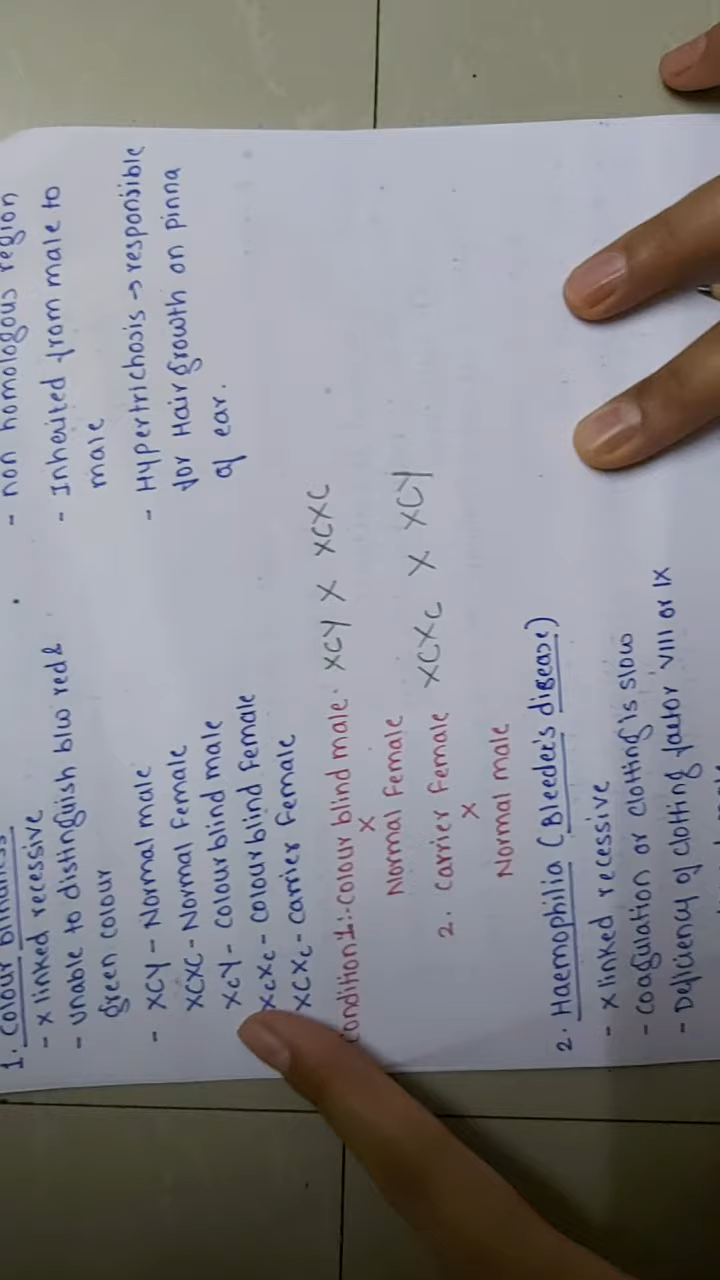 1. Colour blindness
- X linked recessive
- unable to distinguish b/w red &
green colour
- XCY - Normal male
XCXC - Normal Female
XcY - colour blind male
XcXc - colour blind female
XCXc - carrier Female
Condition 1:- colour blind male. XCY X XCXC
X
Normal Female
2. Carrier Female XCXc X XCY
X
Normal male
2. Haemophilia (Bleeder's disease)
- X linked recessive
- Coagulation or clotting is slow
- Deficiency of clotting factor VIII or IX
- non homologous region
- Inherited from male to
male
- Hypertrichosis → responsible
for Hair growth on pinna
of ear.